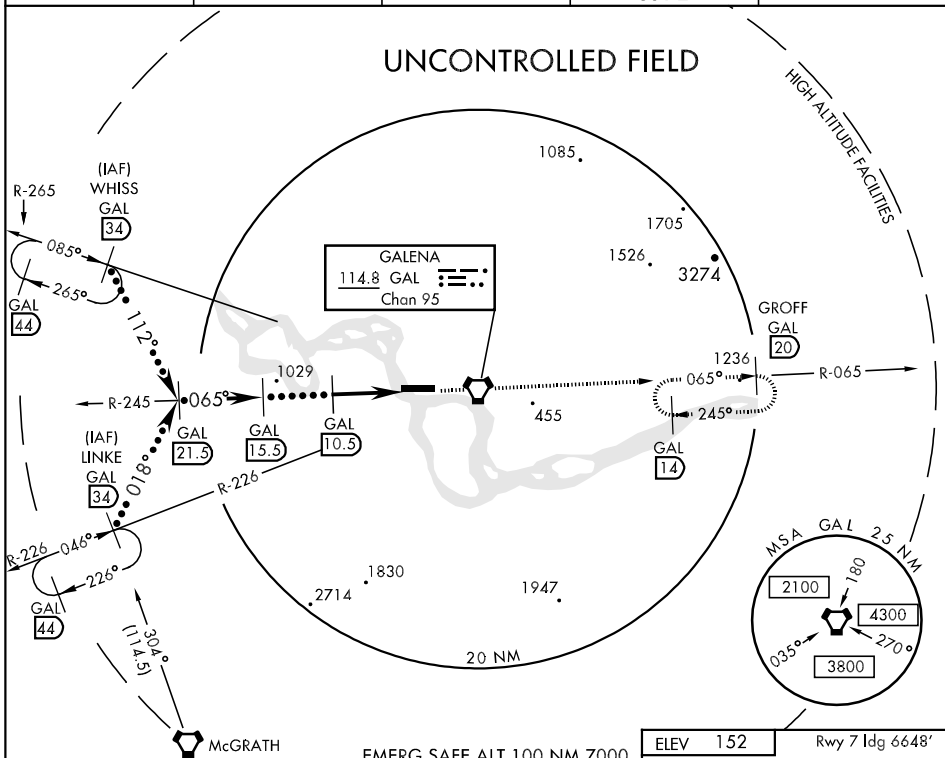 UNCONTROLLED FIELD
HIGH ALTITUDE FACILITIES
1085
(IAF)
WHISS
GAL
34
R-265
085°
265°
GAL
44
112°
1705
1526
3274
GALENA
114.8 GAL
Chan 95
GROFF
GAL
20
1236
065°
R-065
245°
GAL
14
1029
R-245
065°
GAL
21.5
GAL
15.5
GAL
10.5
455
(IAF)
LINKE
GAL
34
018°
R-226
R-226
046°
226°
GAL
44
1830
2714
1947
20 NM
304°
(114.5)
McGRATH
MSA GAL 25 NM
180
2100
4300
035°
270°
3800
EMERG SAFE ALT 100 NM 7000
ELEV 152
Rwy 7 ldg 6648'